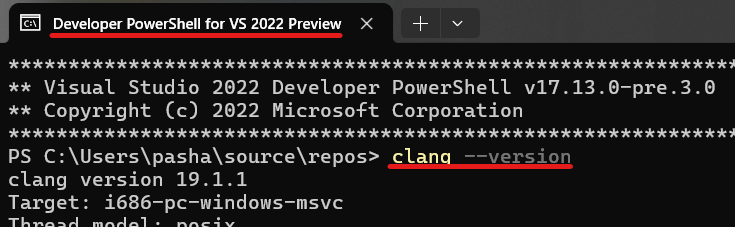 Developer PowerShell for VS 2022 Preview
**********************************************************************
** Visual Studio 2022 Developer PowerShell v17.13.0-pre.3.0
** Copyright (c) 2022 Microsoft Corporation
**********************************************************************
PS C:\Users\pasha\source\repos> clang --version
clang version 19.1.1
Target: i686-pc-windows-msvc
Thread model: posix